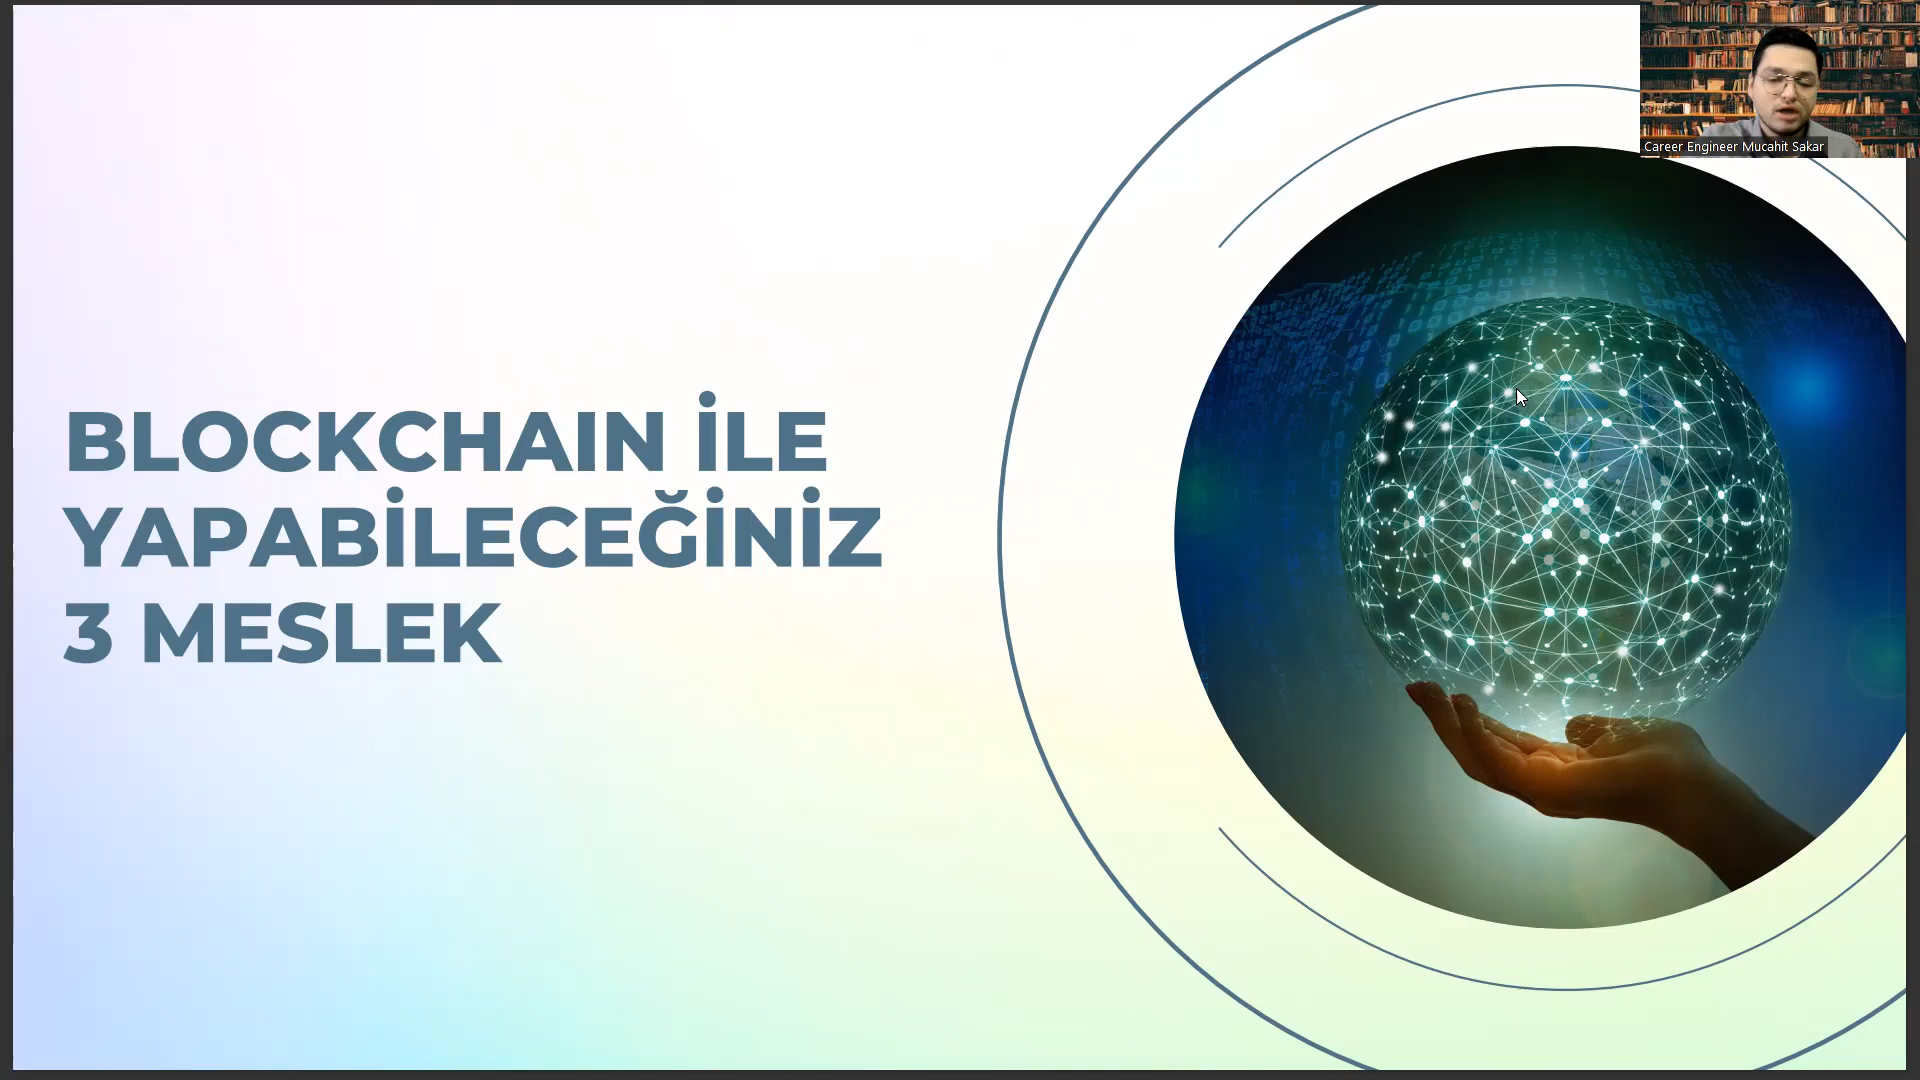 Career Engineer Mucahit Sakar
BLOCKCHAIN İLE
YAPABİLECEĞİNİZ
3 MESLEK